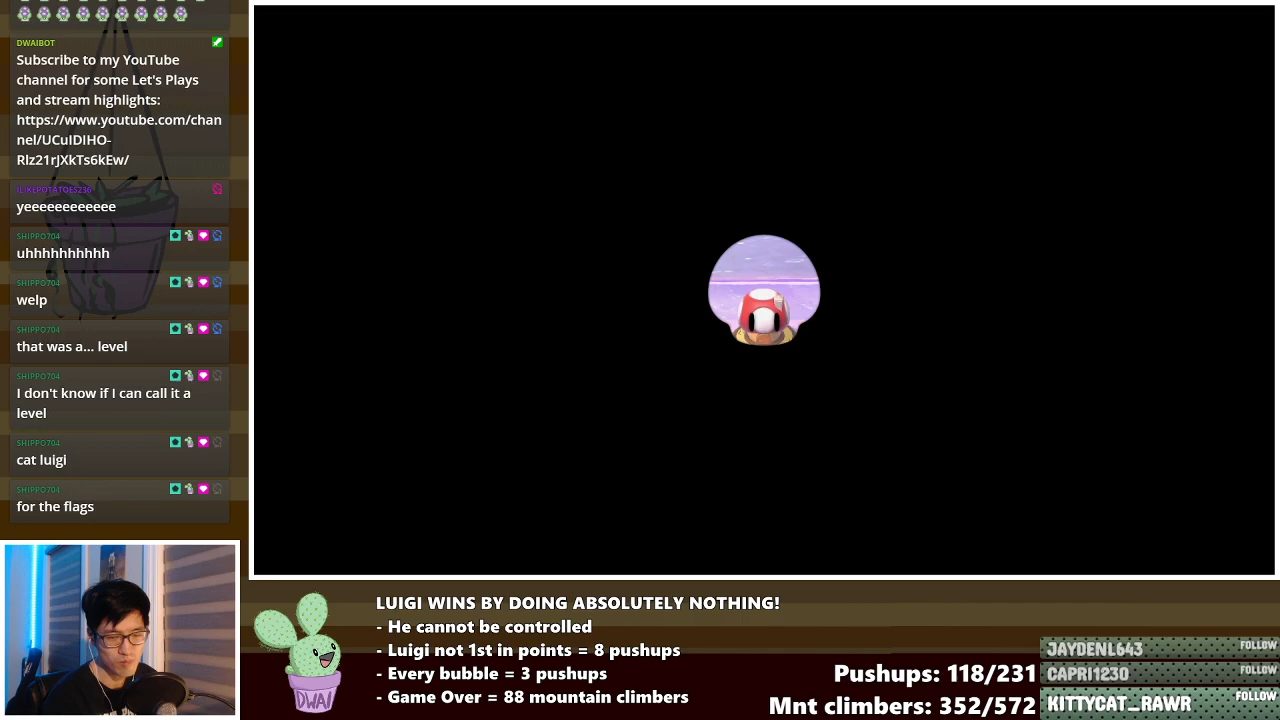 DWAIBOT
Subscribe to my YouTube
channel for some Let's Plays
and stream highlights:
https://www.youtube.com/chan
nel/UCuIDIHO-
Rlz21rJXkTs6kEw/
ILIKEPOTATOES236
yeeeeeeeeeeee
SHIPPO704
uhhhhhhhhhh
SHIPPO704
welp
SHIPPO704
that was a... level
SHIPPO704
I don't know if I can call it a
level
SHIPPO704
cat luigi
SHIPPO704
for the flags
LUIGI WINS BY DOING ABSOLUTELY NOTHING!
- He cannot be controlled
- Luigi not 1st in points = 8 pushups
- Every bubble = 3 pushups
- Game Over = 88 mountain climbers
DWAI
Pushups: 118/231
Mnt climbers: 352/572
JAYDENL643 FOLLOW
CAPRI1230 FOLLOW
KITTYCAT_RAWR FOLLOW